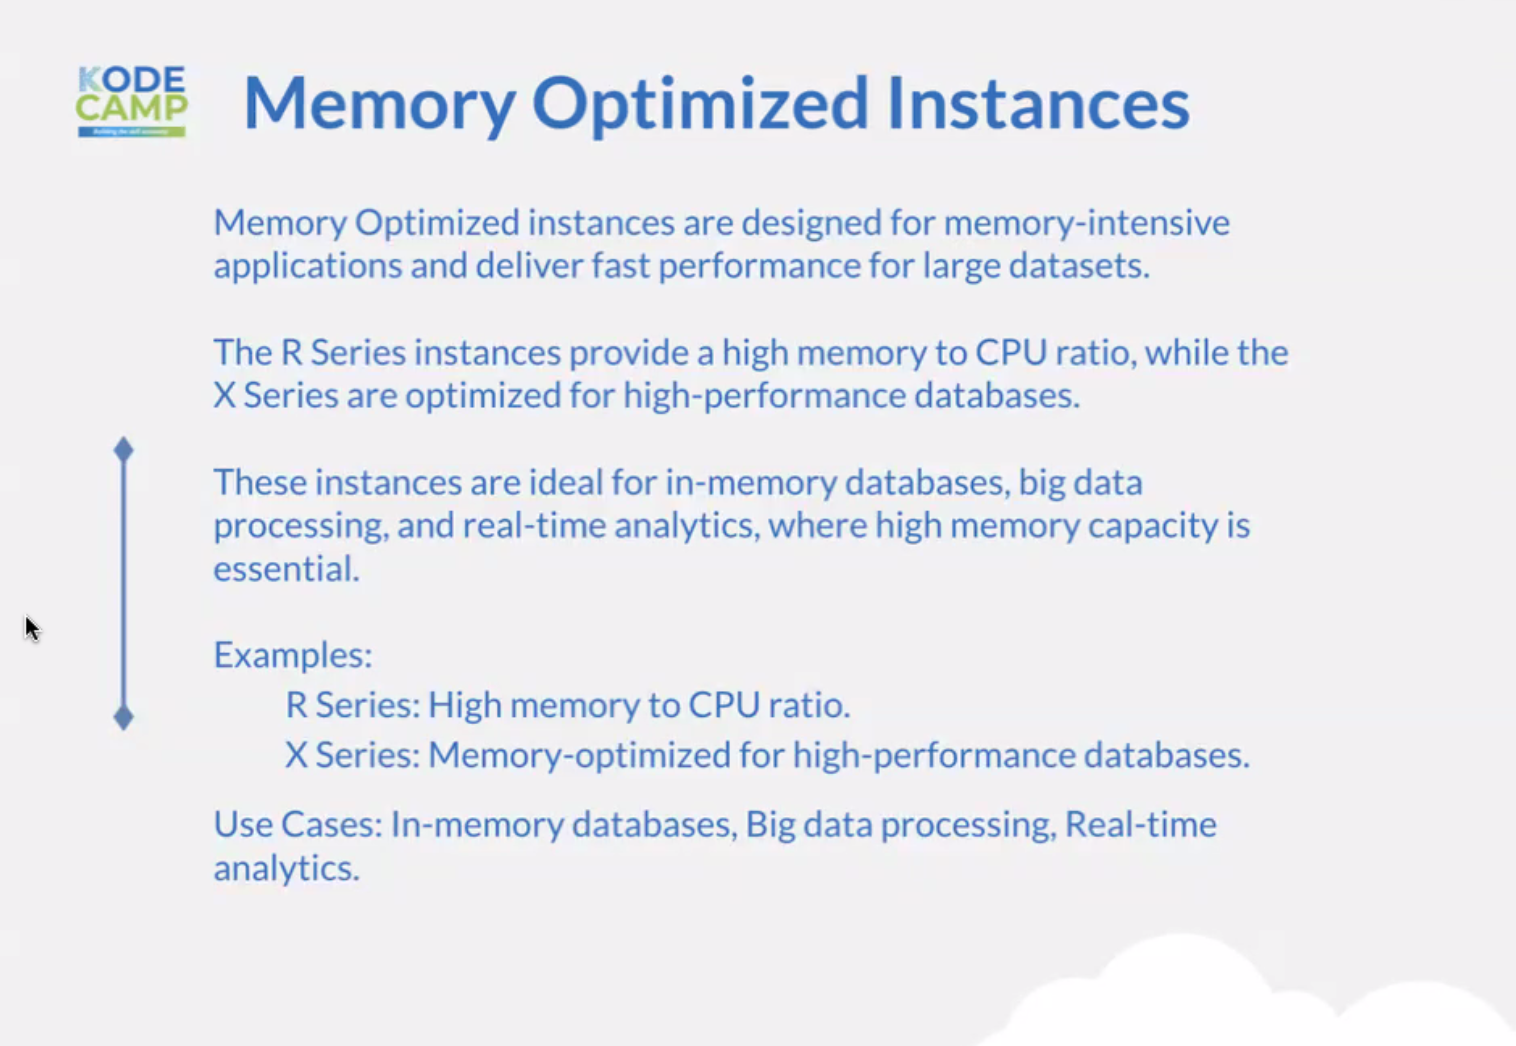 KODE
CAMP
Building the skill economy
Memory Optimized Instances
Memory Optimized instances are designed for memory-intensive
applications and deliver fast performance for large datasets.
The R Series instances provide a high memory to CPU ratio, while the
X Series are optimized for high-performance databases.
These instances are ideal for in-memory databases, big data
processing, and real-time analytics, where high memory capacity is
essential.
Examples:
R Series: High memory to CPU ratio.
X Series: Memory-optimized for high-performance databases.
Use Cases: In-memory databases, Big data processing, Real-time
analytics.